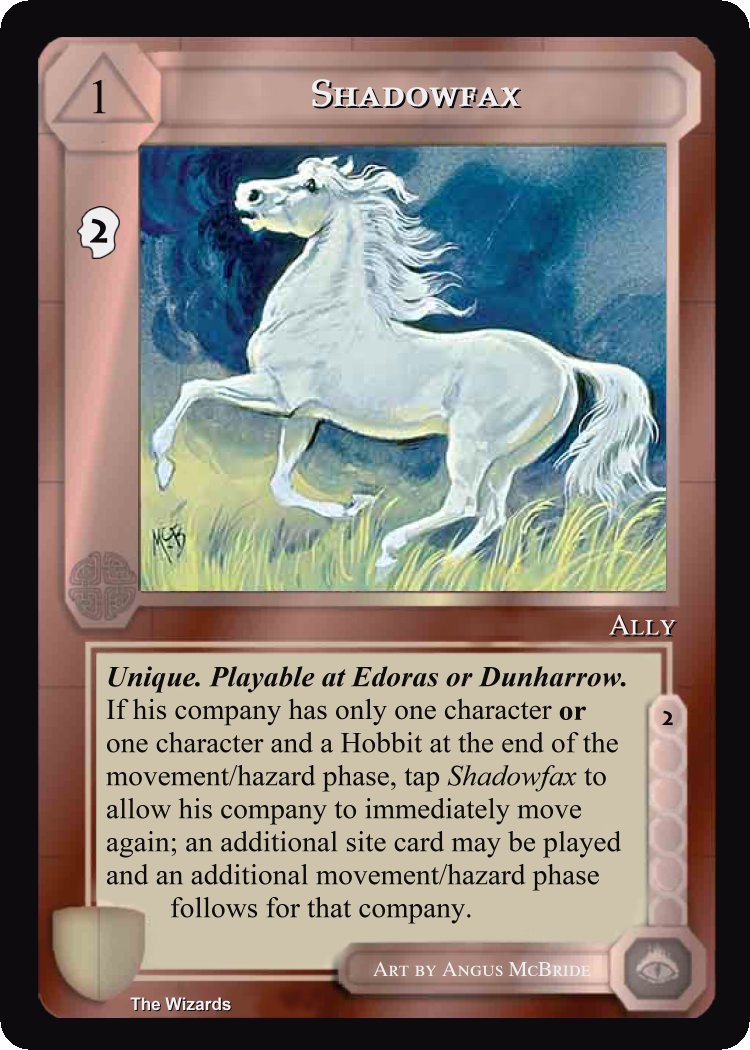 1
SHADOWFAX
2
McB
ALLY
Unique. Playable at Edoras or Dunharrow.
If his company has only one character or
one character and a Hobbit at the end of the
movement/hazard phase, tap Shadowfax to
allow his company to immediately move
again; an additional site card may be played
and an additional movement/hazard phase
follows for that company.
2
ART BY ANGUS MCBRIDE
The Wizards